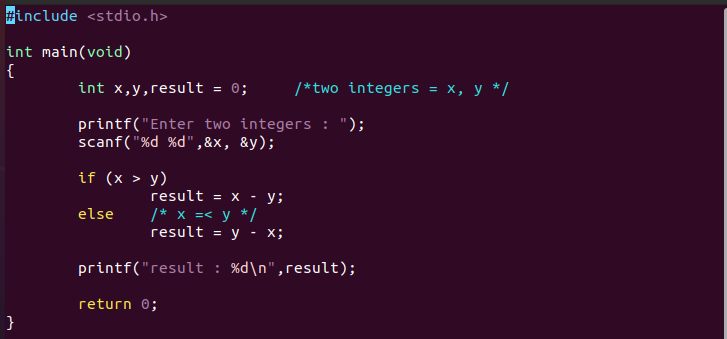 #include <stdio.h>
int main(void)
{
int x,y,result = 0; /*two integers = x, y */
printf("Enter two integers : ");
scanf("%d %d",&x, &y);
if (x > y)
result = x - y;
else /* x =< y */
result = y - x;
printf("result : %d\n",result);
return 0;
}